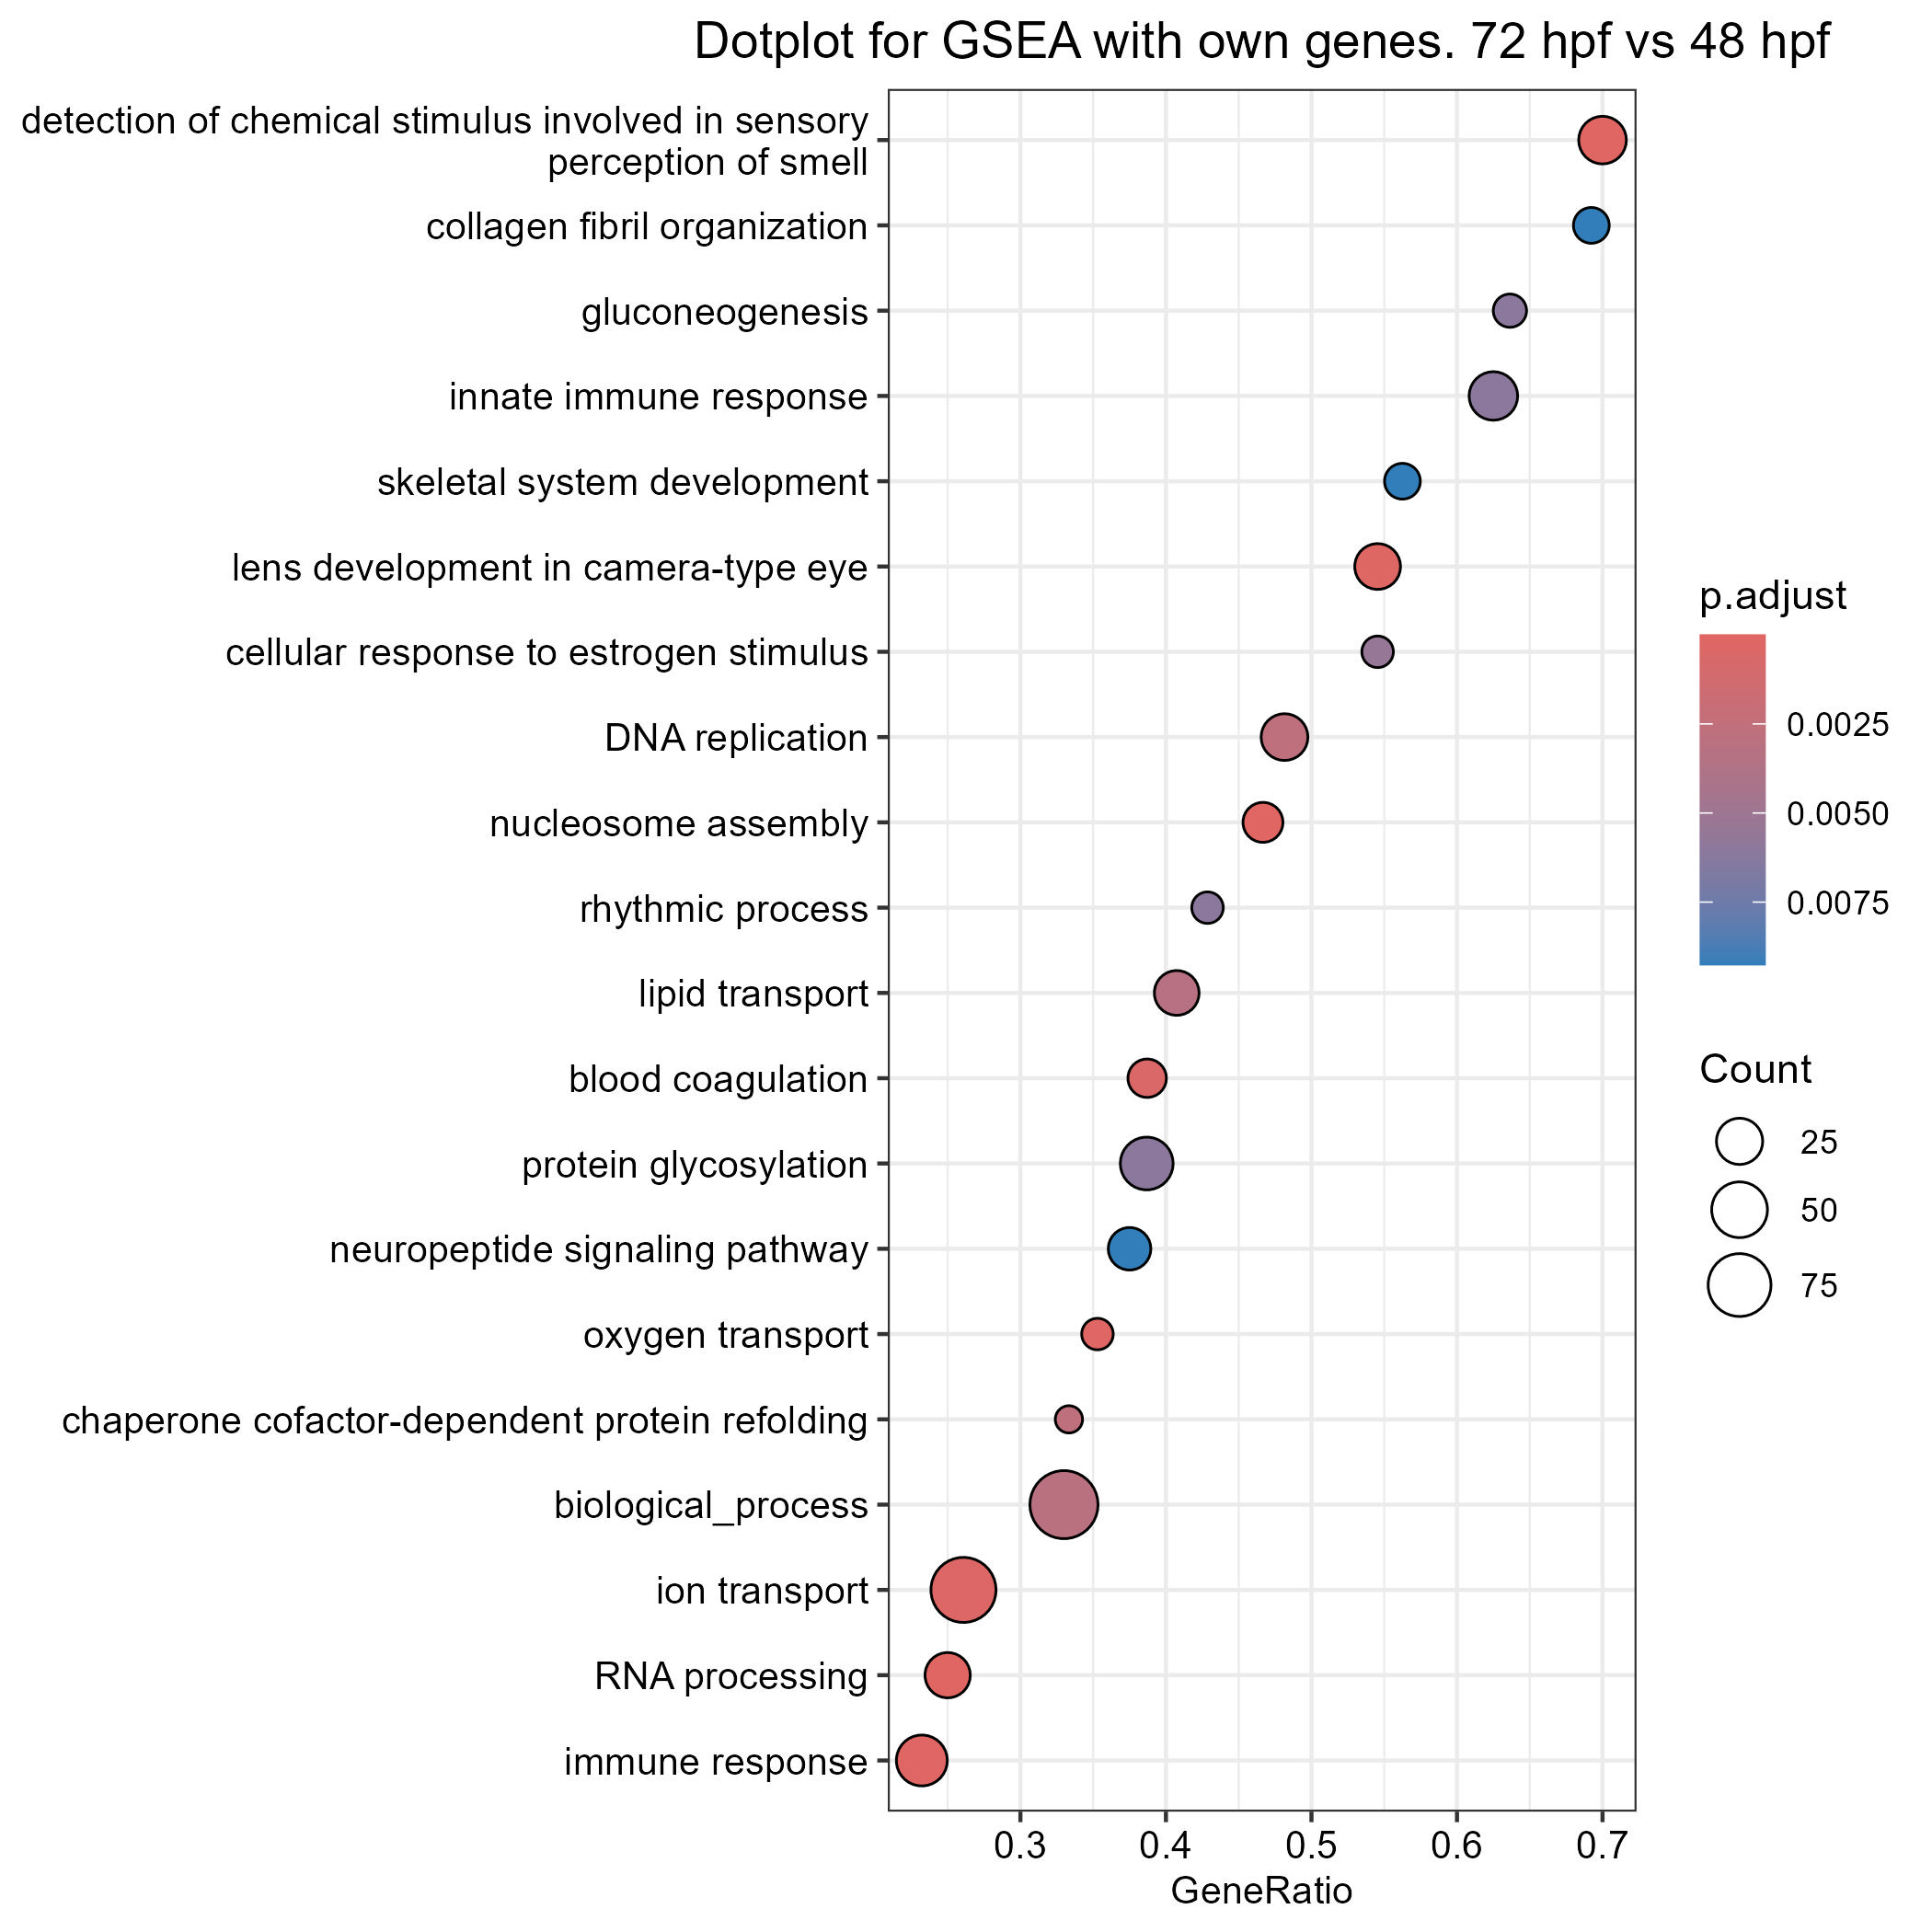 Dotplot for GSEA with own genes. 72 hpf vs 48 hpf
detection of chemical stimulus involved in sensory
perception of smell
collagen fibril organization
gluconeogenesis
innate immune response
skeletal system development
lens development in camera-type eye
cellular response to estrogen stimulus
DNA replication
nucleosome assembly
rhythmic process
lipid transport
blood coagulation
protein glycosylation
neuropeptide signaling pathway
oxygen transport
chaperone cofactor-dependent protein refolding
biological_process
ion transport
RNA processing
immune response
0.3 0.4 0.5 0.6 0.7
GeneRatio
p.adjust
0.0025
0.0050
0.0075
Count
25
50
75